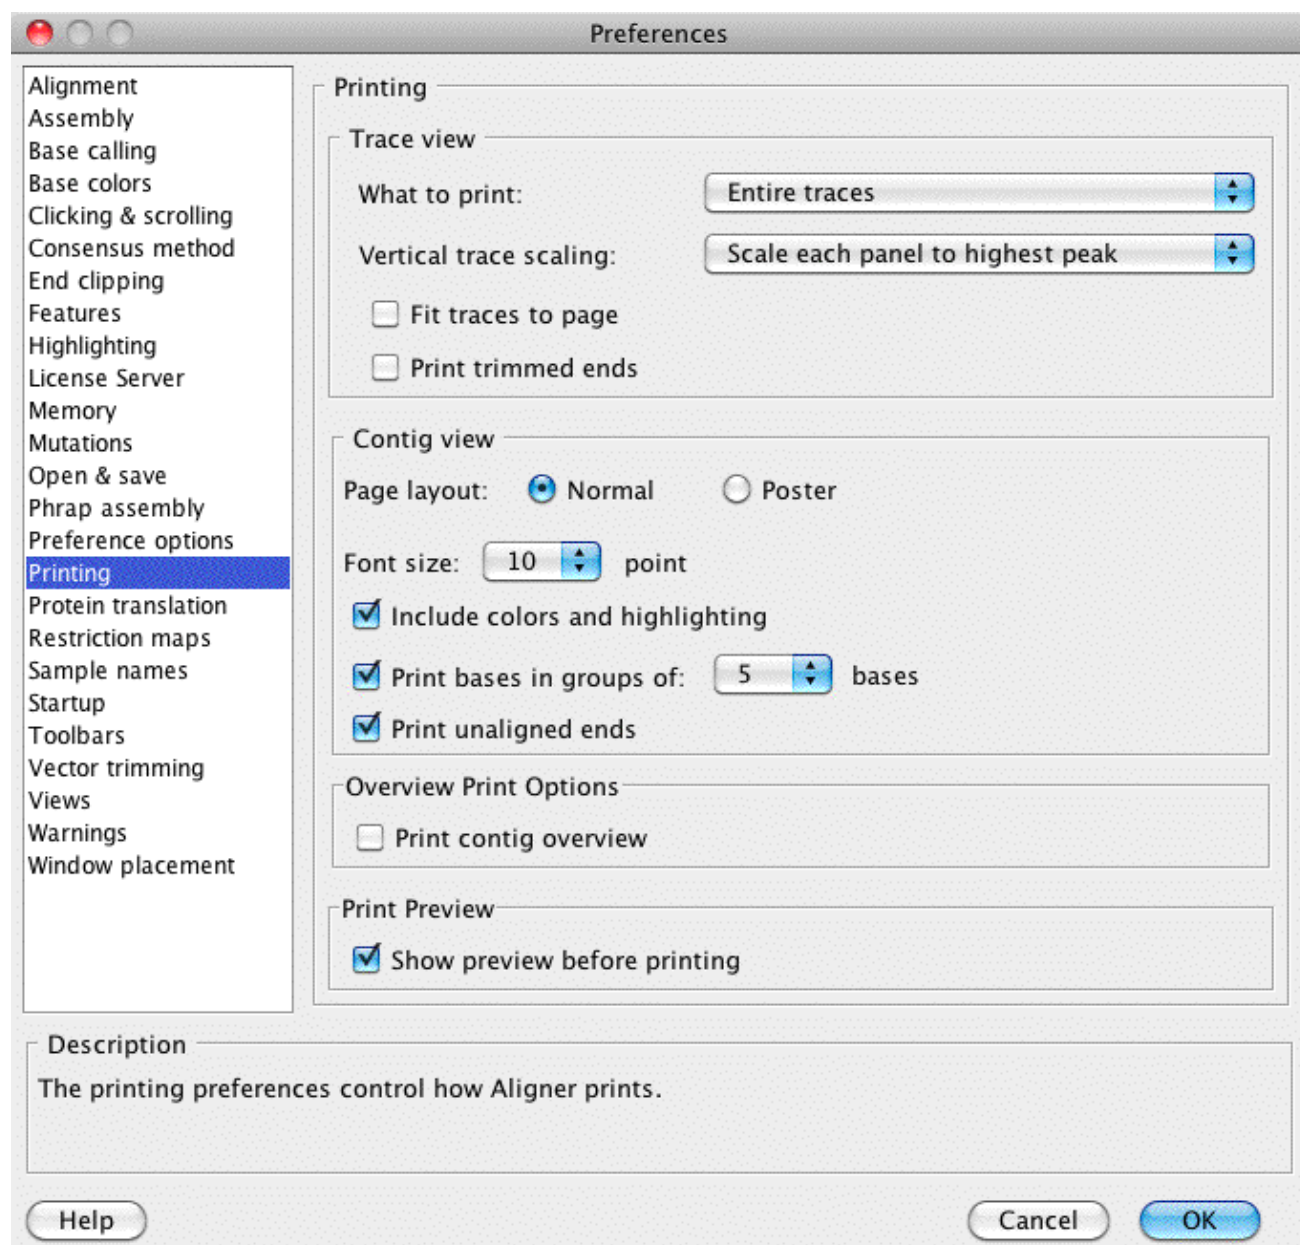 Preferences
Alignment
Assembly
Base calling
Base colors
Clicking & scrolling
Consensus method
End clipping
Features
Highlighting
License Server
Memory
Mutations
Open & save
Phrap assembly
Preference options
Printing
Protein translation
Restriction maps
Sample names
Startup
Toolbars
Vector trimming
Views
Warnings
Window placement
Printing
Trace view
What to print: Entire traces
Vertical trace scaling: Scale each panel to highest peak
Fit traces to page
Print trimmed ends
Contig view
Page layout: Normal Poster
Font size: 10 point
Include colors and highlighting
Print bases in groups of: 5 bases
Print unaligned ends
Overview Print Options
Print contig overview
Print Preview
Show preview before printing
Description
The printing preferences control how Aligner prints.
Help Cancel OK